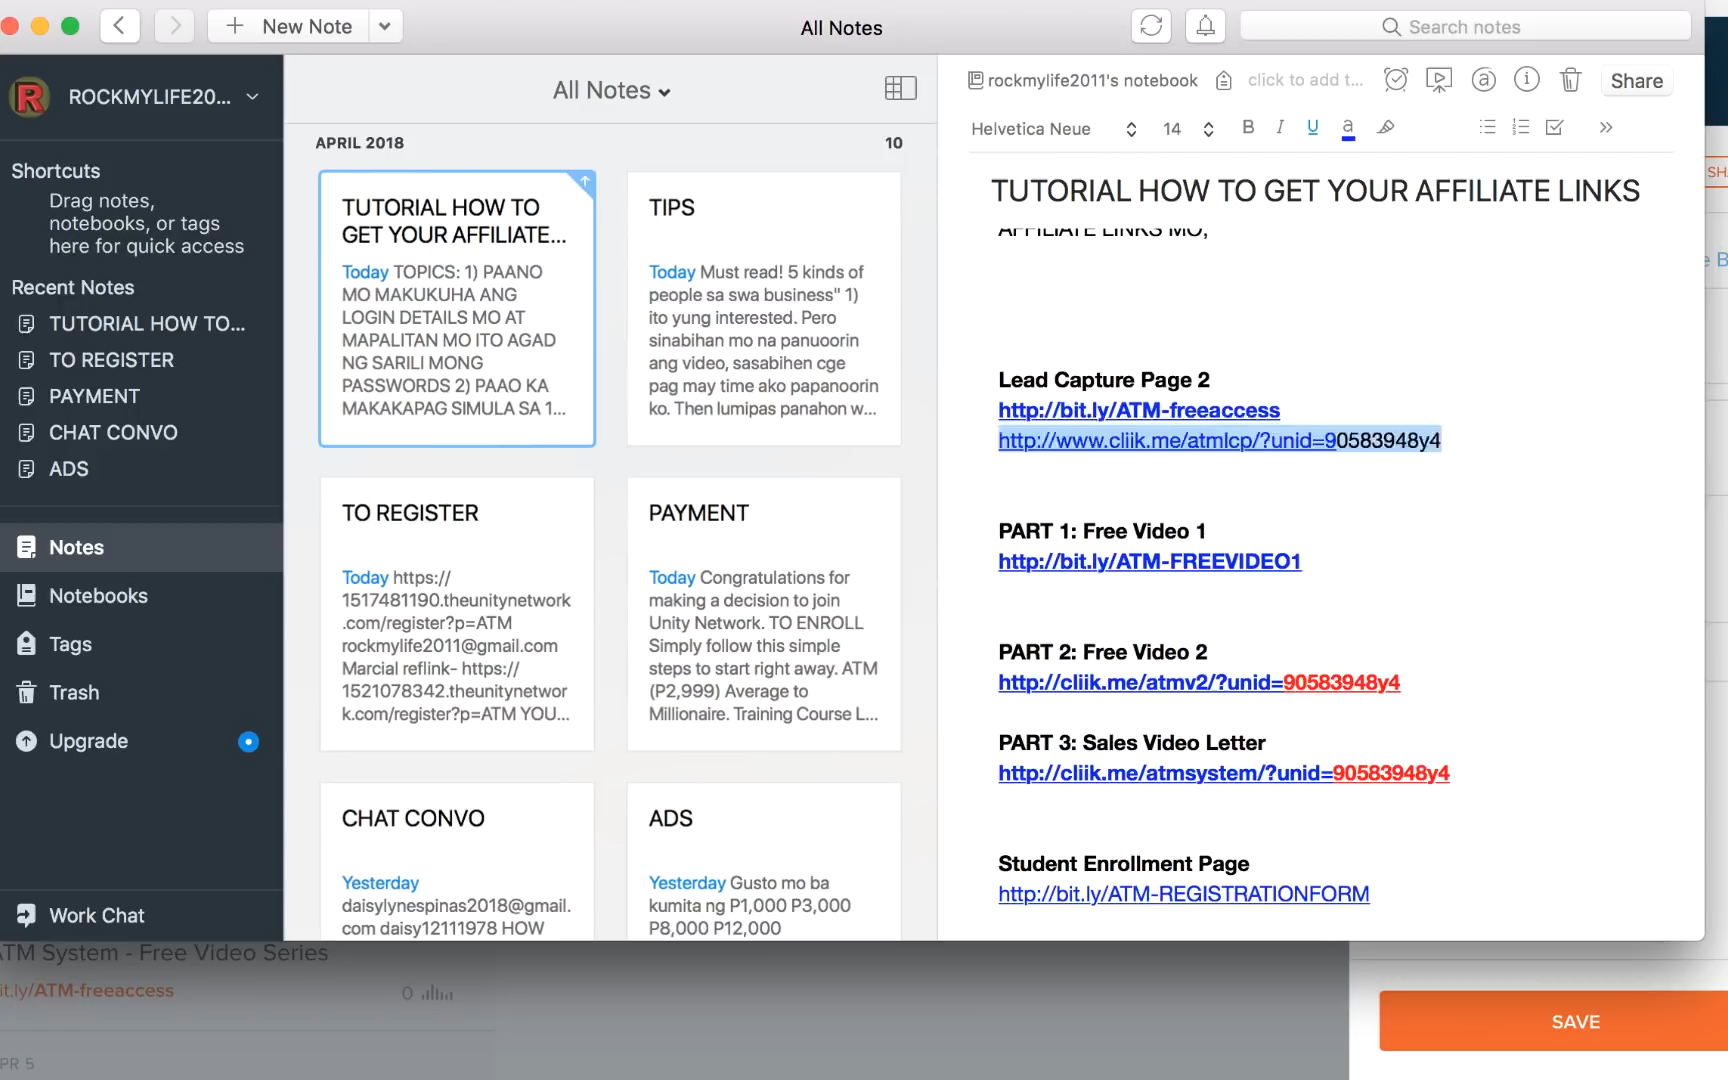 New Note
All Notes
Search notes
ROCKMYLIFE20...
Shortcuts
Drag notes,
notebooks, or tags
here for quick access
Recent Notes
TUTORIAL HOW TO...
TO REGISTER
PAYMENT
CHAT CONVO
ADS
Notes
Notebooks
Tags
Trash
Upgrade
Work Chat
All Notes
APRIL 2018
10
TUTORIAL HOW TO
GET YOUR AFFILIATE...
Today TOPICS: 1) PAANO
MO MAKUKUHA ANG
LOGIN DETAILS MO AT
MAPALITAN MO ITO AGAD
NG SARILI MONG
PASSWORDS 2) PAAO KA
MAKAKAPAG SIMULA SA 1...
TIPS
Today Must read! 5 kinds of
people sa swa business" 1)
ito yung interested. Pero
sinabihan mo na panuoorin
ang video, sasabihen cge
pag may time ako papanoorin
ko. Then lumipas panahon w...
TO REGISTER
Today https://
1517481190.theunitynetwork
.com/register?p=ATM
rockmylife2011@gmail.com
Marcial reflink- https://
1521078342.theunitynetwor
k.com/register?p=ATM YOU...
PAYMENT
Today Congratulations for
making a decision to join
Unity Network. TO ENROLL
Simply follow this simple
steps to start right away. ATM
(P2,999) Average to
Millionaire. Training Course L...
CHAT CONVO
Yesterday
daisylynespinas2018@gmail.
com daisy12111978 HOW
ADS
Yesterday Gusto mo ba
kumita ng P1,000 P3,000
P8,000 P12,000
rockmylife2011's notebook
click to add t...
Share
Helvetica Neue
14
B I U a
TUTORIAL HOW TO GET YOUR AFFILIATE LINKS
AFFILIATE LINKS MO,
Lead Capture Page 2
http://bit.ly/ATM-freeaccess
http://www.cliik.me/atmlcp/?unid=90583948y4
PART 1: Free Video 1
http://bit.ly/ATM-FREEVIDEO1
PART 2: Free Video 2
http://cliik.me/atmv2/?unid=90583948y4
PART 3: Sales Video Letter
http://cliik.me/atmsystem/?unid=90583948y4
Student Enrollment Page
http://bit.ly/ATM-REGISTRATIONFORM
ATM System - Free Video Series
it.ly/ATM-freeaccess
0
PR 5
SAVE